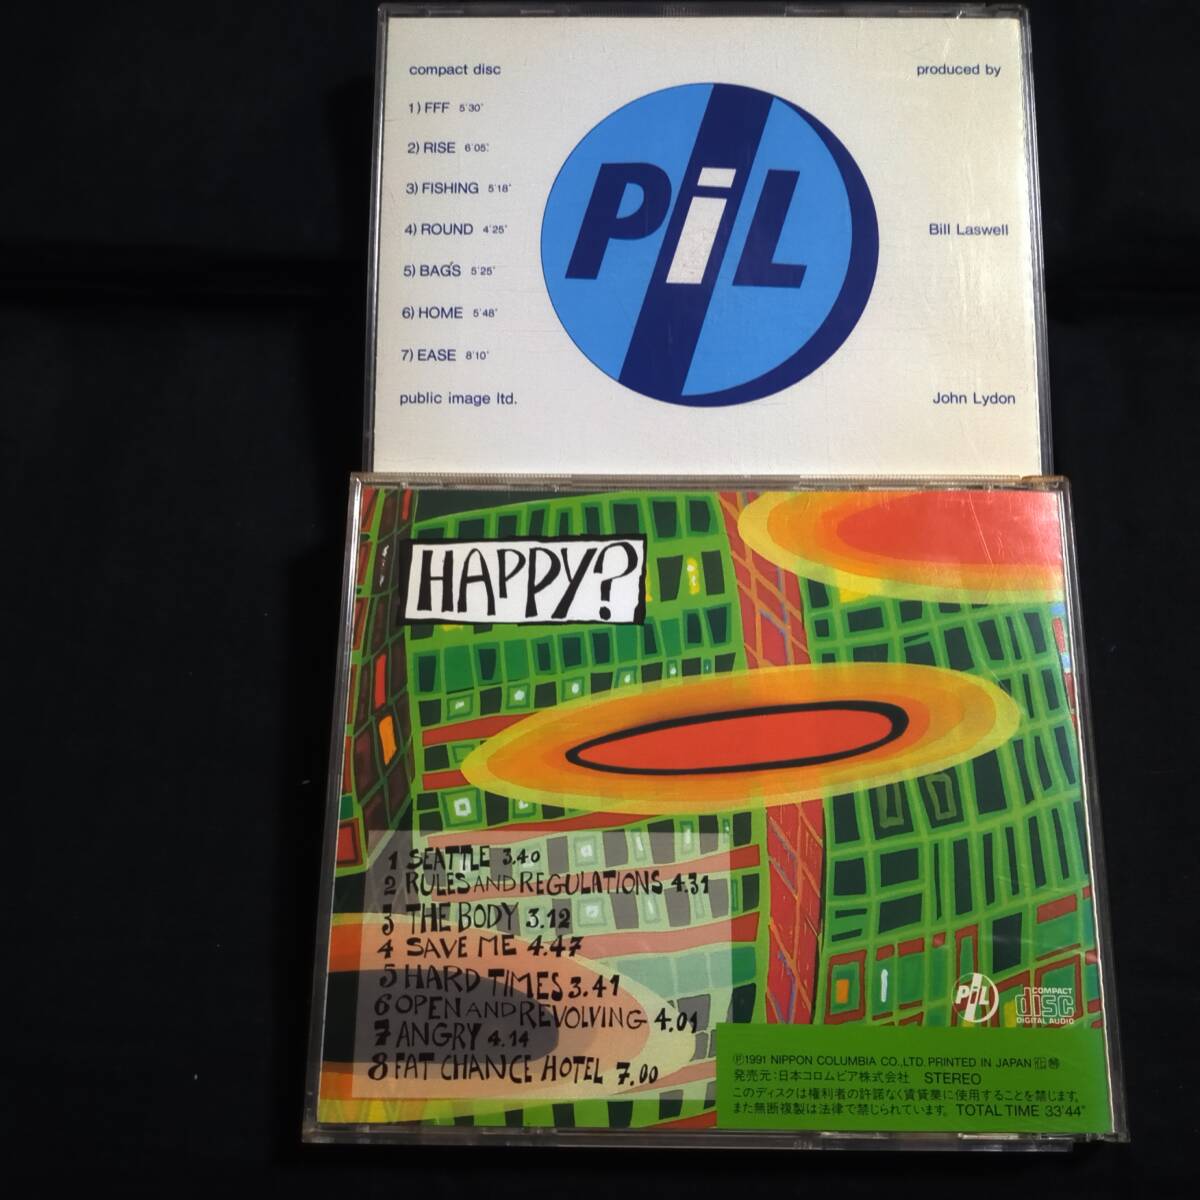 compact disc
produced by
1) FFF 5'30"
2) RISE 6'05"
3) FISHING 5'18"
4) ROUND 4'25"
5) BAG'S 5'25"
6) HOME 5'48"
7) EASE 8'10"
PiL
Bill Laswell
public image ltd.
John Lydon
HAPPY?
1 SEATTLE 3.40
2 RULES AND REGULATIONS 4.31
3 THE BODY 3.12
4 SAVE ME 4.47
5 HARD TIMES 3.41
6 OPEN AND REVOLVING 4.01
7 ANGRY 4.14
8 FAT CHANCE HOTEL 7.00
PiL
COMPACT
disc
DIGITAL AUDIO
Ⓟ1991 NIPPON COLUMBIA CO.,LTD. PRINTED IN JAPAN
発売元:日本コロムビア株式会社 STEREO
このディスクは権利者の許諾なく賃貸業に使用することを禁じます。
また無断複製は法律で禁じられています。 TOTAL TIME 33'44"